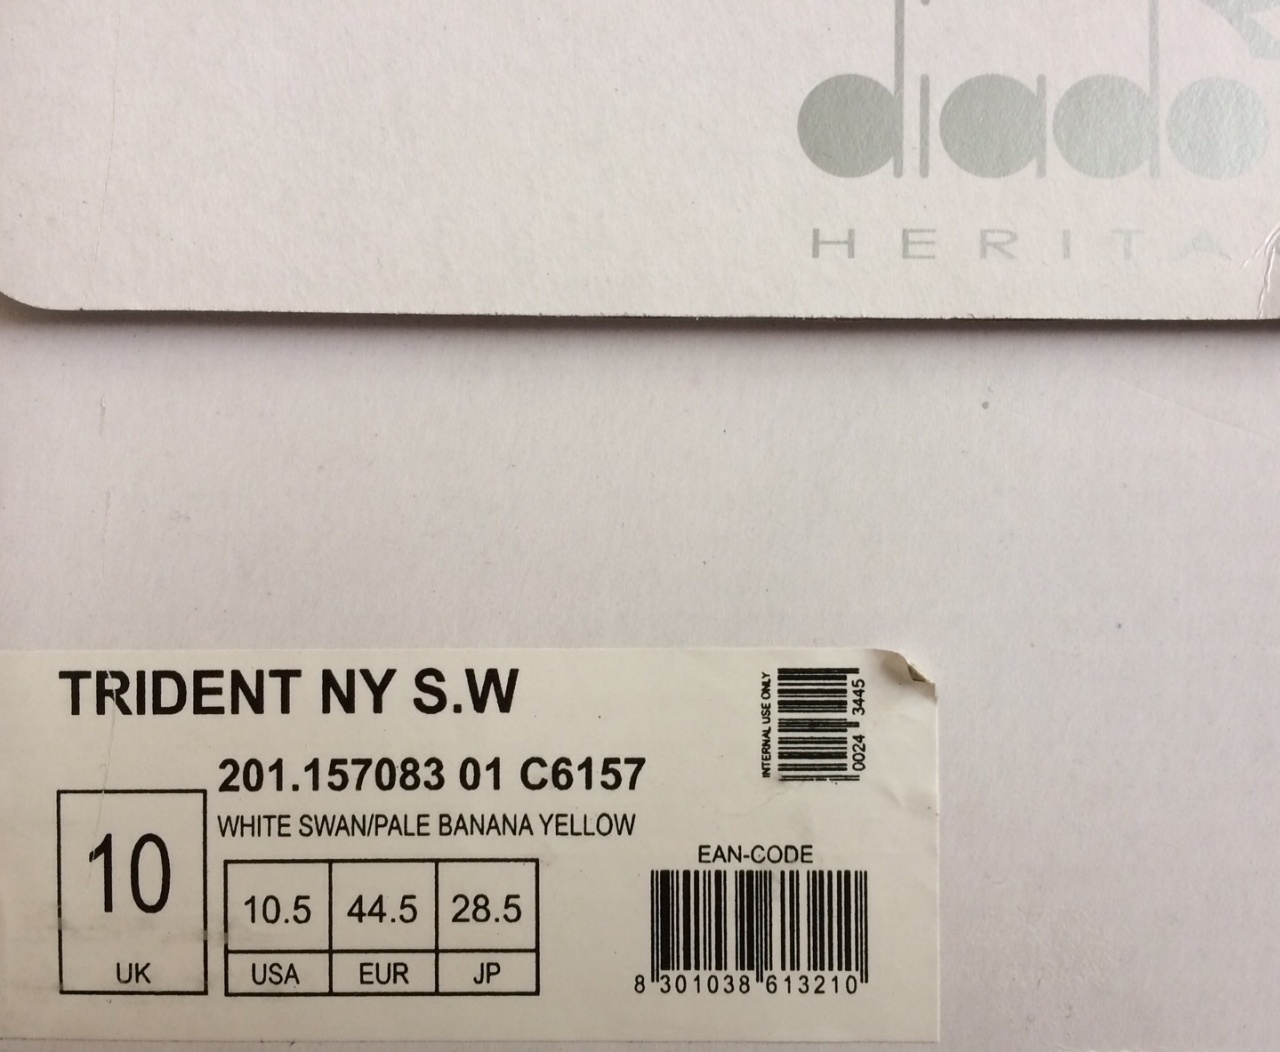 diado
HERITA
TRIDENT NY S.W
INTERNAL USE ONLY
0024 3445
201.157083 01 C6157
WHITE SWAN/PALE BANANA YELLOW
10
UK
10.5 44.5 28.5
USA EUR JP
EAN-CODE
8 301038 613210